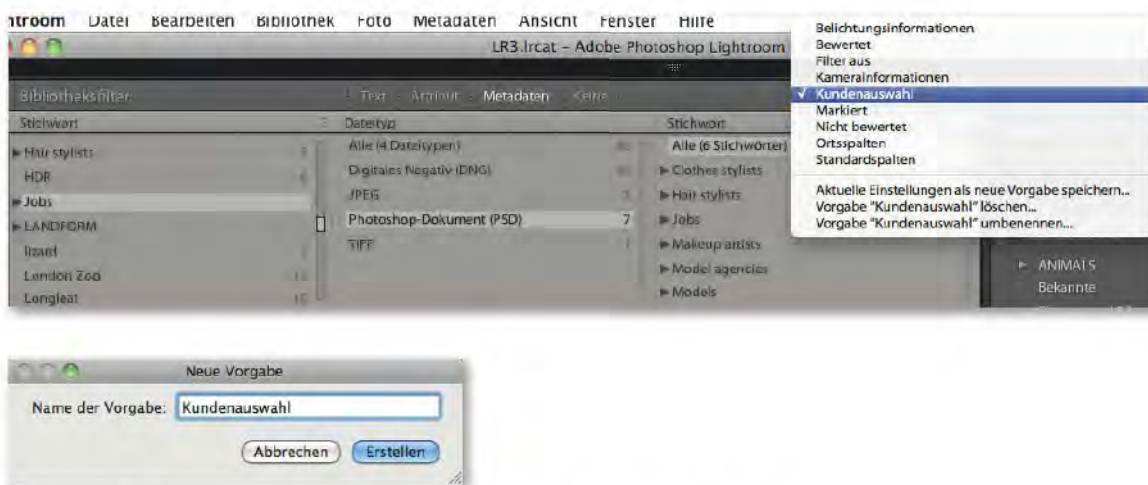 ntroom Datei Bearbeiten Bibliothek Foto Metadaten Ansicht Fenster Hilfe
LR3.lrcat – Adobe Photoshop Lightroom
Belichtungsinformationen
Bewertet
Filter aus
Kamerainformationen
✓ Kundenauswahl
Markiert
Nicht bewertet
Ortsspalten
Standardspalten
Aktuelle Einstellungen als neue Vorgabe speichern...
Vorgabe "Kundenauswahl" löschen...
Vorgabe "Kundenauswahl" umbenennen...
Bibliotheksfilter:
Text Attribut Metadaten Keine
Stichwort
Hair stylists
HDR
Jobs
LANDFORM
lizard
London Zoo
Longleat
Dateityp
Alle (4 Dateitypen)
Digitales Negativ (DNG)
JPEG
Photoshop-Dokument (PSD) 7
TIFF
Stichwort
Alle (6 Stichwörter)
Clothes stylists
Hair stylists
Jobs
Makeup artists
Model agencies
Models
ANIMALS
Bekannte
Neue Vorgabe
Name der Vorgabe: Kundenauswahl
Abbrechen Erstellen